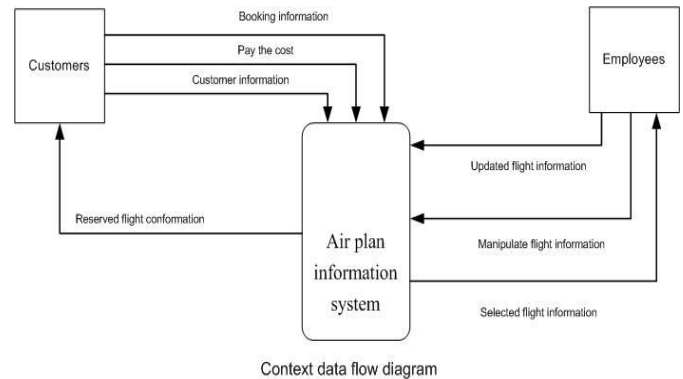 Booking information
Pay the cost
Customers
Employees
Customer information
Updated flight information
Reserved flight conformation
Air plan
information
system
Manipulate flight information
Selected flight information
Context data flow diagram